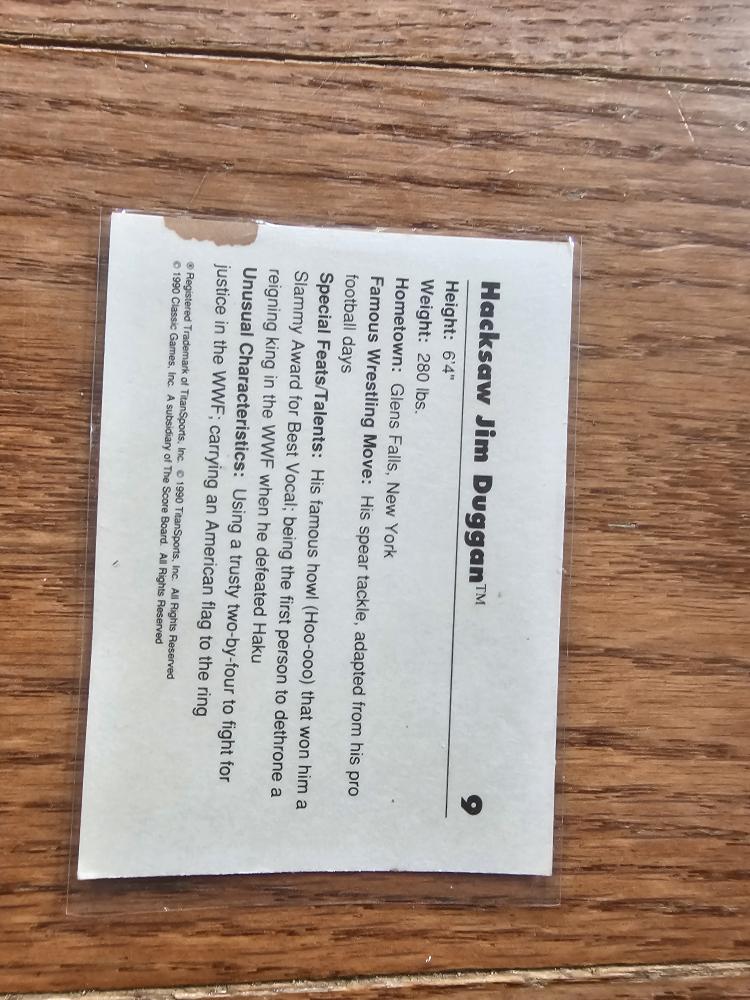 Hacksaw Jim Duggan™ 9
Height: 6'4"
Weight: 280 lbs.
Hometown: Glens Falls, New York
Famous Wrestling Move: His spear tackle, adapted from his pro
football days
Special Feats/Talents: His famous howl (Hoo-ooo) that won him a
Slammy Award for Best Vocal; being the first person to dethrone a
reigning king in the WWF when he defeated Haku
Unusual Characteristics: Using a trusty two-by-four to fight for
justice in the WWF; carrying an American flag to the ring
® Registered Trademark of TitanSports, Inc. © 1990 TitanSports, Inc. All Rights Reserved
© 1990 Classic Games, Inc. A subsidiary of The Score Board. All Rights Reserved